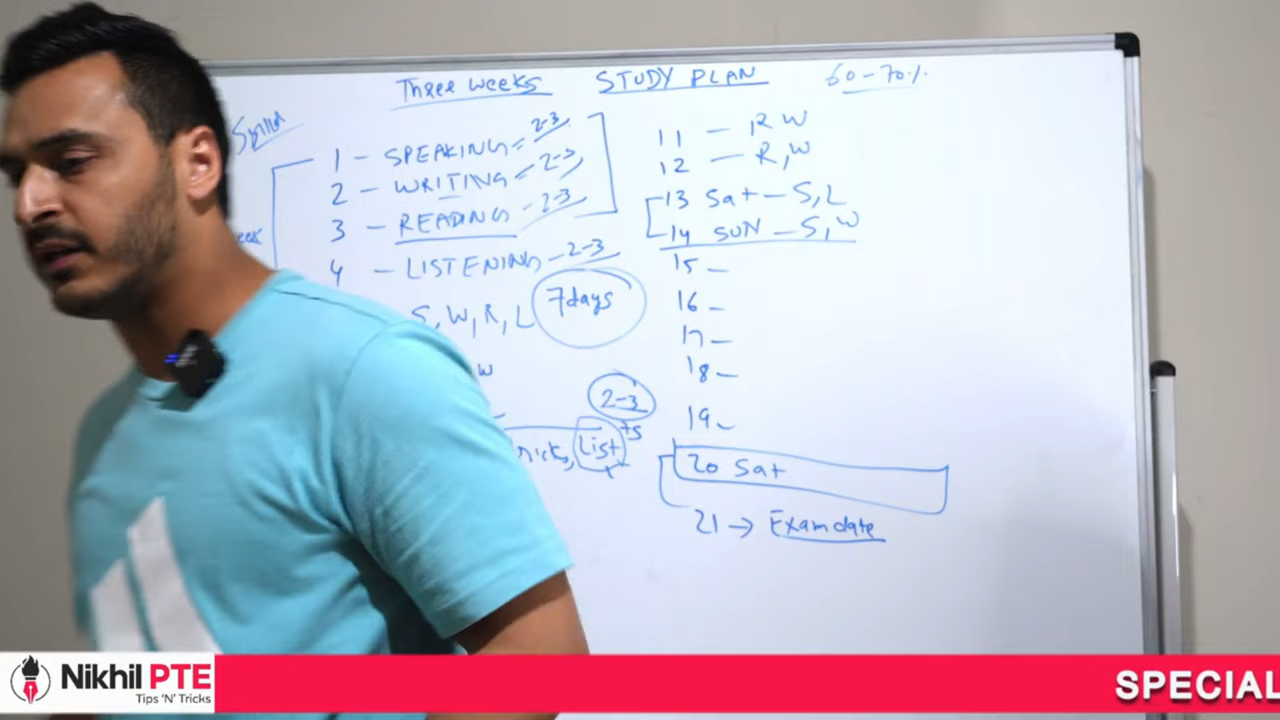 Three weeks STUDY PLAN 60-70%
1 - SPEAKING - 2-3
2 - WRITING - 2-3
3 - READING - 2-3
4 - LISTENING - 2-3
S, W, R, L 7days
W
2-3
List
11 - R W
12 - R, W
13 Sat - S, L
14 SUN - S, W
15 -
16 -
17 -
18 -
19 -
20 Sat
21 → Exam date
Nikhil PTE
Tips 'N' Tricks
SPECIAL